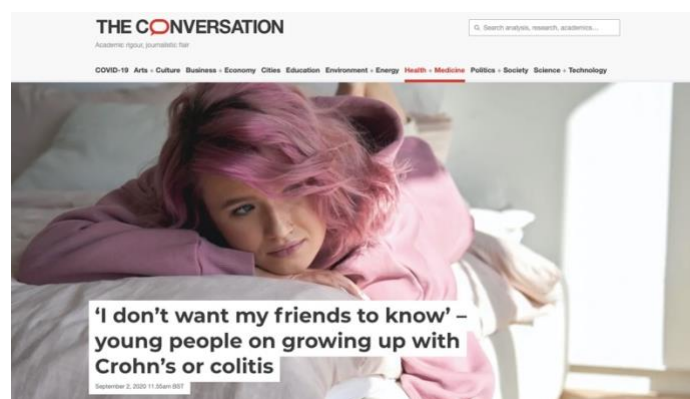 THE CONVERSATION
Search analysis, research, academics...
Academic rigour, journalistic flair
COVID-19 Arts + Culture Business + Economy Cities Education Environment + Energy Health + Medicine Politics + Society Science + Technology
‘I don’t want my friends to know’ –
young people on growing up with
Crohn’s or colitis
September 2, 2020 11.35am BST